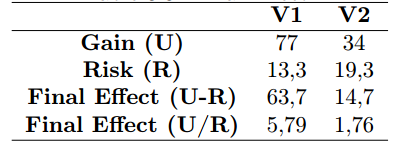 V1 V2
Gain (U) 77 34
Risk (R) 13,3 19,3
Final Effect (U-R) 63,7 14,7
Final Effect (U/R) 5,79 1,76